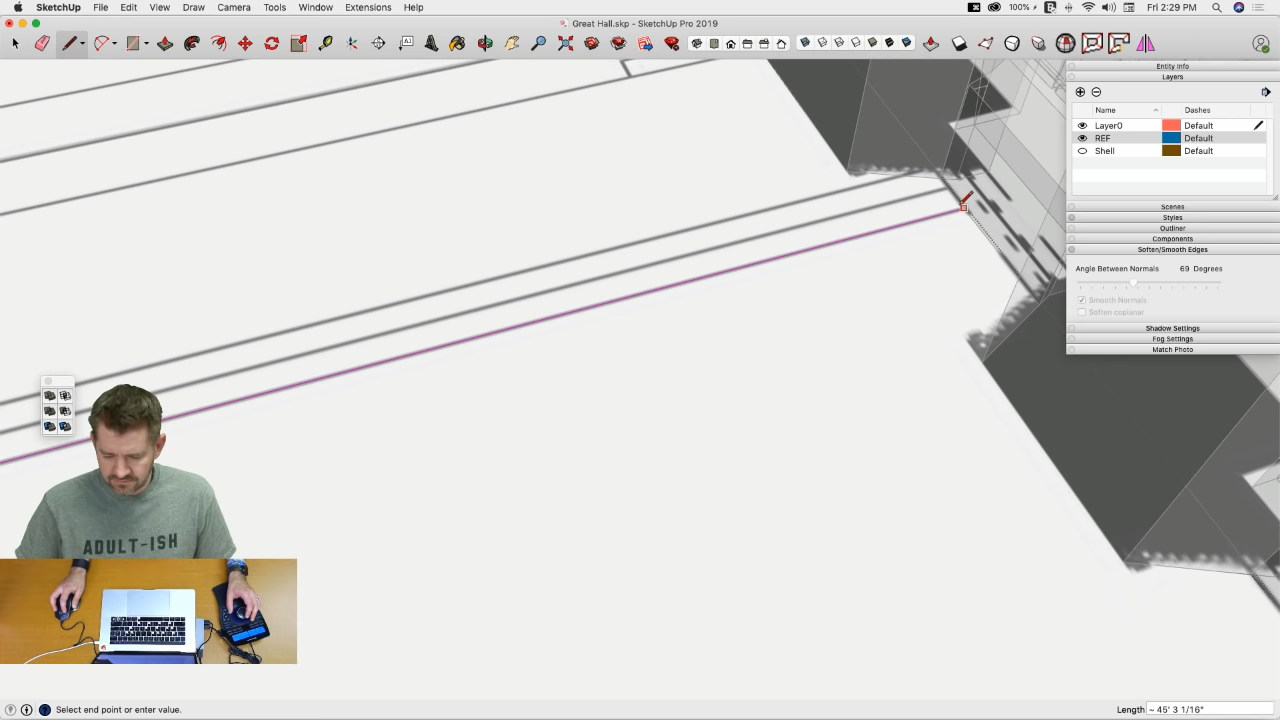 SketchUp File Edit View Draw Camera Tools Window Extensions Help
100% Fri 2:29 PM
Great Hall.skp - SketchUp Pro 2019
Entity Info
Layers
Name Dashes
Layer0 Default
REF Default
Shell Default
Scenes
Styles
Outliner
Components
Soften/Smooth Edges
Angle Between Normals 69 Degrees
Smooth Normals
Soften coplanar
Shadow Settings
Fog Settings
Match Photo
ADULT-ISH
Select end point or enter value.
Length ~ 45' 3 1/16"